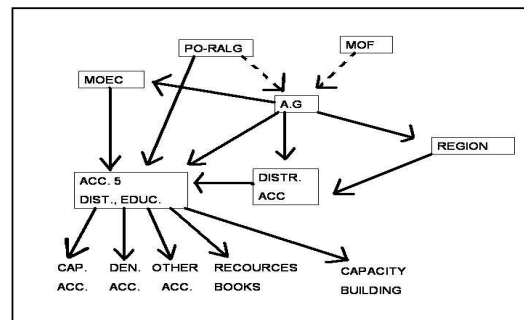 PO-RALG
MOF
MOEC
A.G
REGION
ACC. 5
DIST., EDUC.
DISTR.
ACC
CAP.
ACC.
DEN.
ACC.
OTHER
ACC.
RECOURCES
BOOKS
CAPACITY
BUILDING